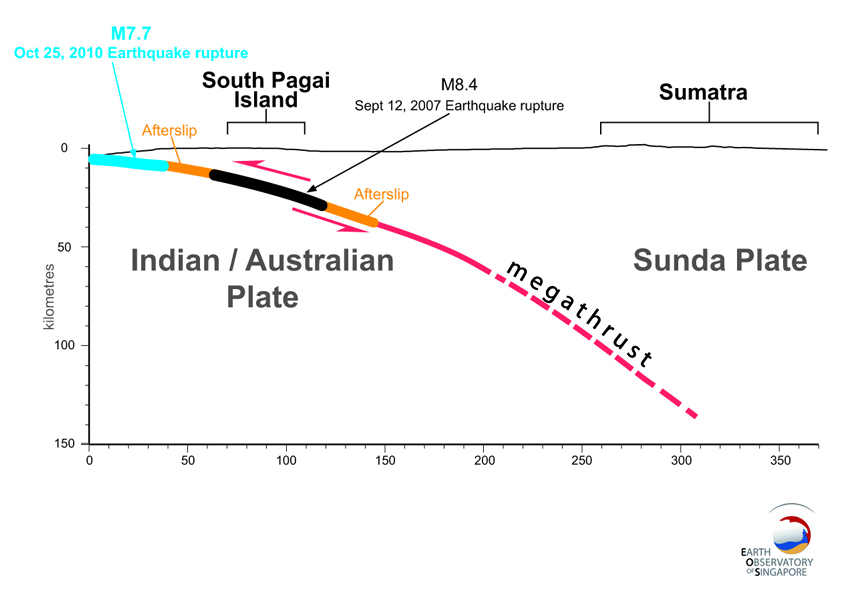 M7.7
Oct 25, 2010 Earthquake rupture
South Pagai
Island
M8.4
Sept 12, 2007 Earthquake rupture
Sumatra
Afterslip
Afterslip
0
50
100
150
kilometres
Indian / Australian
Plate
Sunda Plate
megathrust
0
50
100
150
200
250
300
350
EARTH
OBSERVATORY
OF SINGAPORE